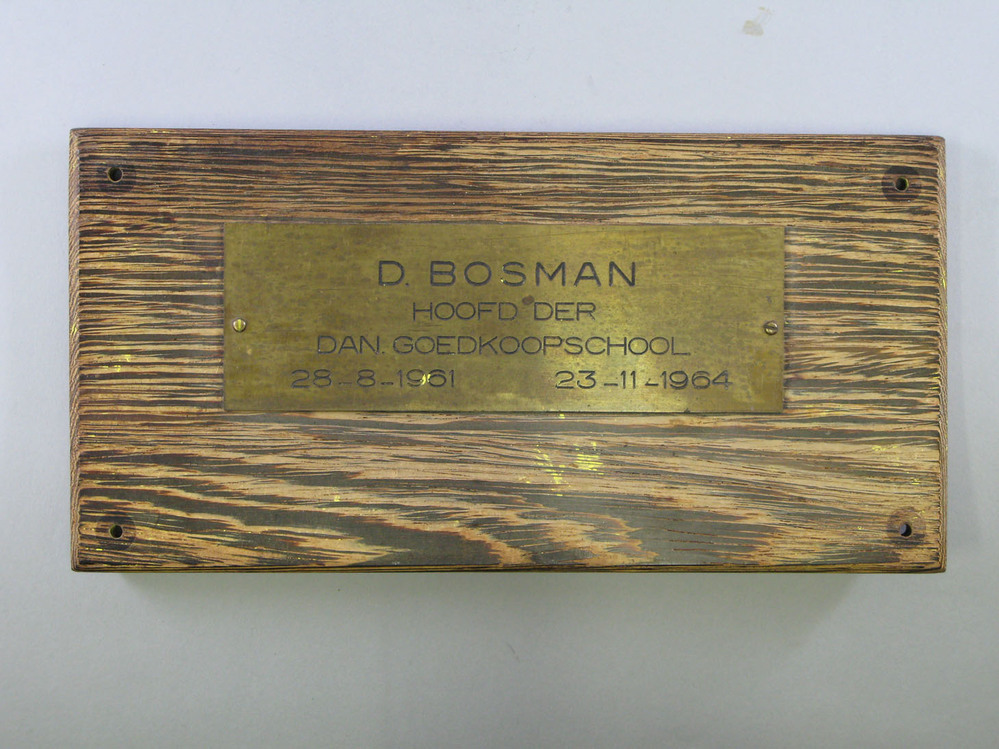 D. BOSMAN
HOOFD DER
DAN. GOEDKOOPSCHOOL
28-8-1961 23-11-1964